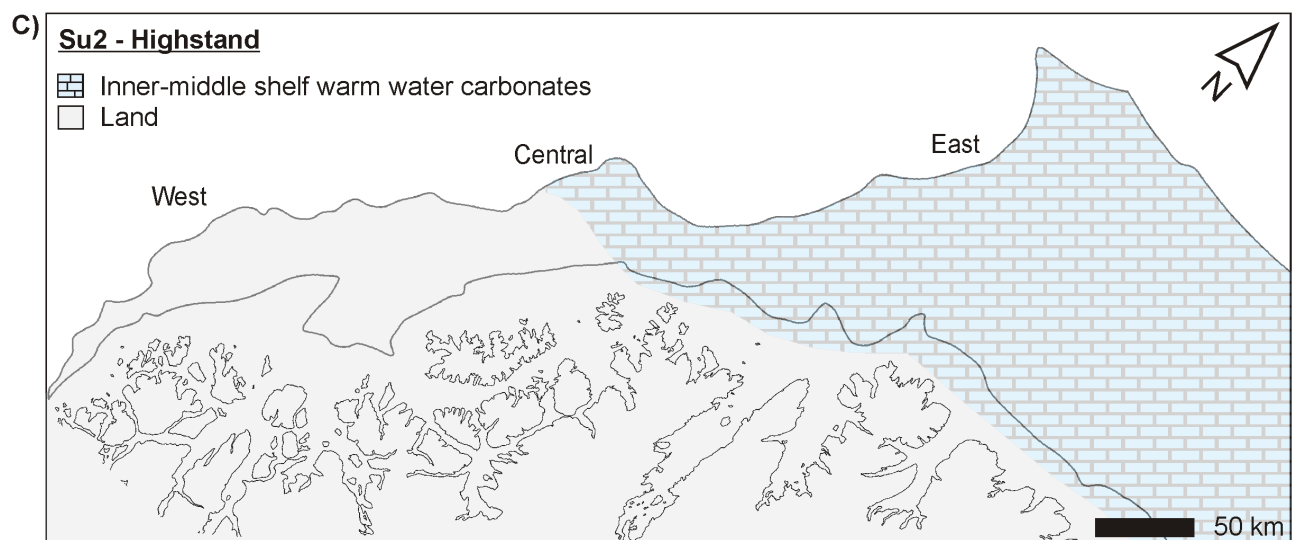 C)
Su2 - Highstand
Inner-middle shelf warm water carbonates
Land
N
West
Central
East
50 km